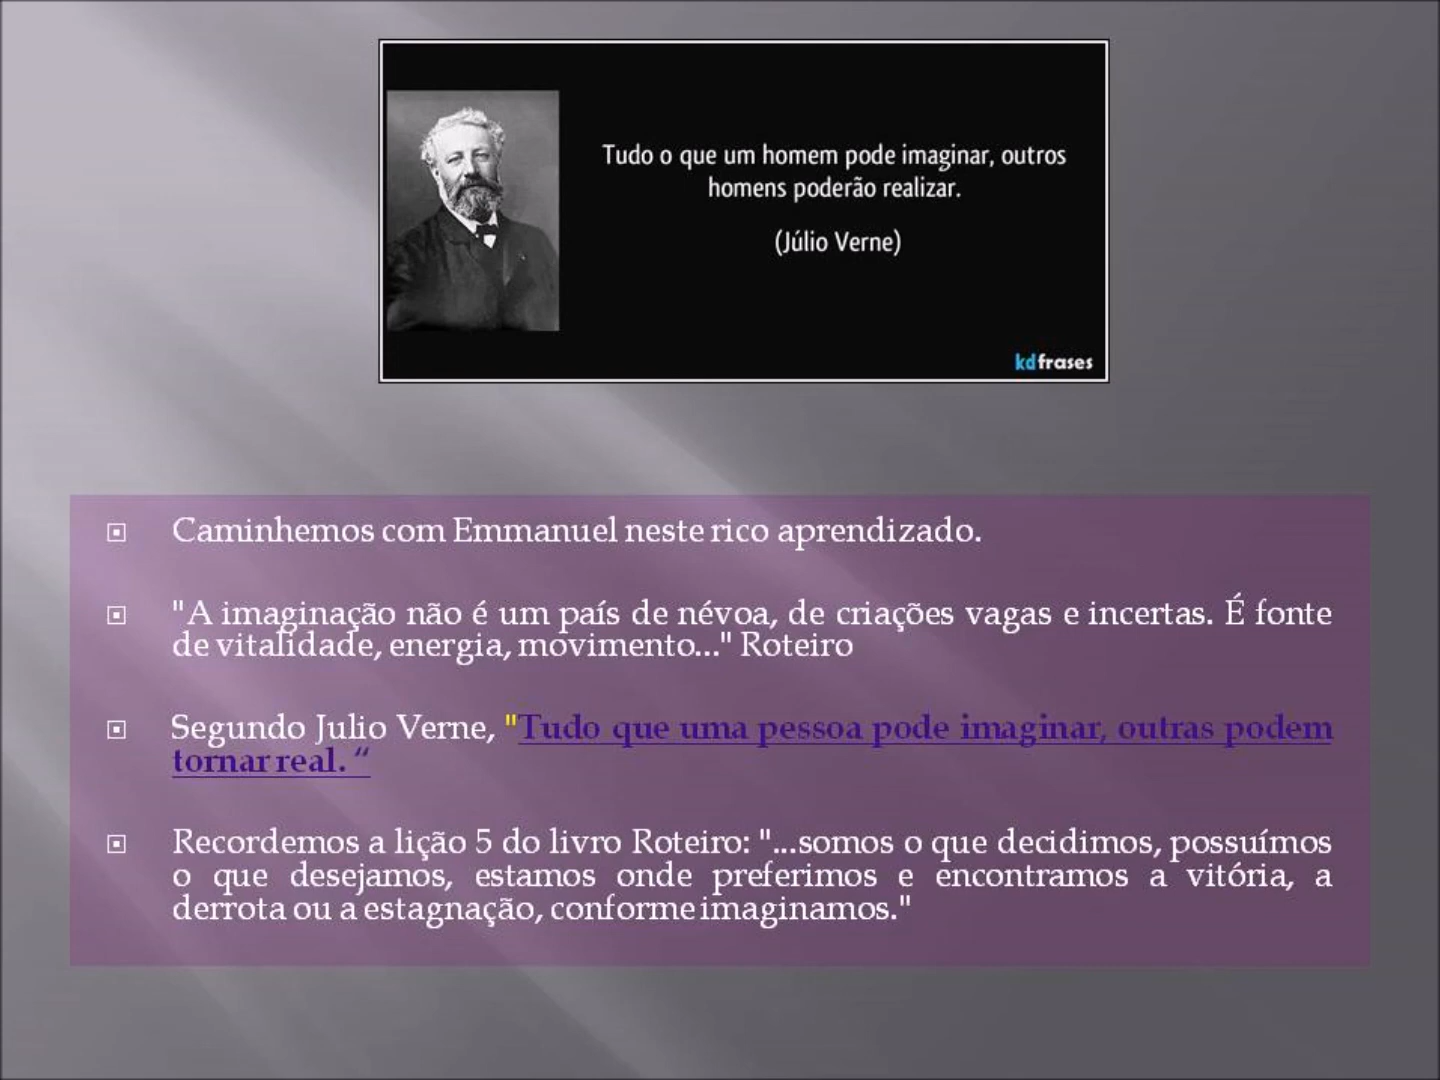 Tudo o que um homem pode imaginar, outros
homens poderão realizar.
(Júlio Verne)
kdfrases
Caminhemos com Emmanuel neste rico aprendizado.
"A imaginação não é um país de névoa, de criações vagas e incertas. É fonte
de vitalidade, energia, movimento..." Roteiro
Segundo Julio Verne, "Tudo que uma pessoa pode imaginar, outras podem
tornar real. “
Recordemos a lição 5 do livro Roteiro: "...somos o que decidimos, possuímos
o que desejamos, estamos onde preferimos e encontramos a vitória, a
derrota ou a estagnação, conforme imaginamos."